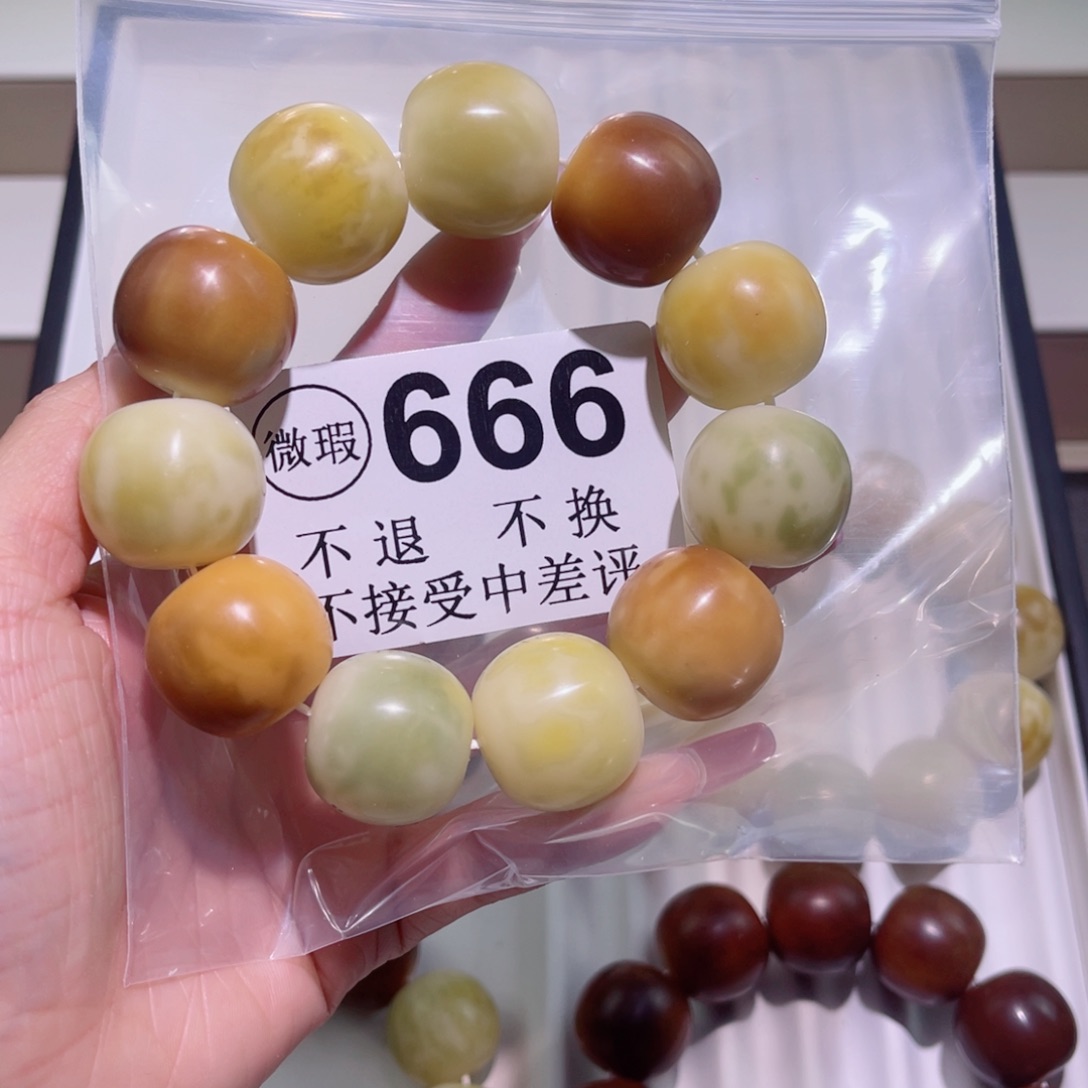 微瑕 666
不退 不换
不接受中差评